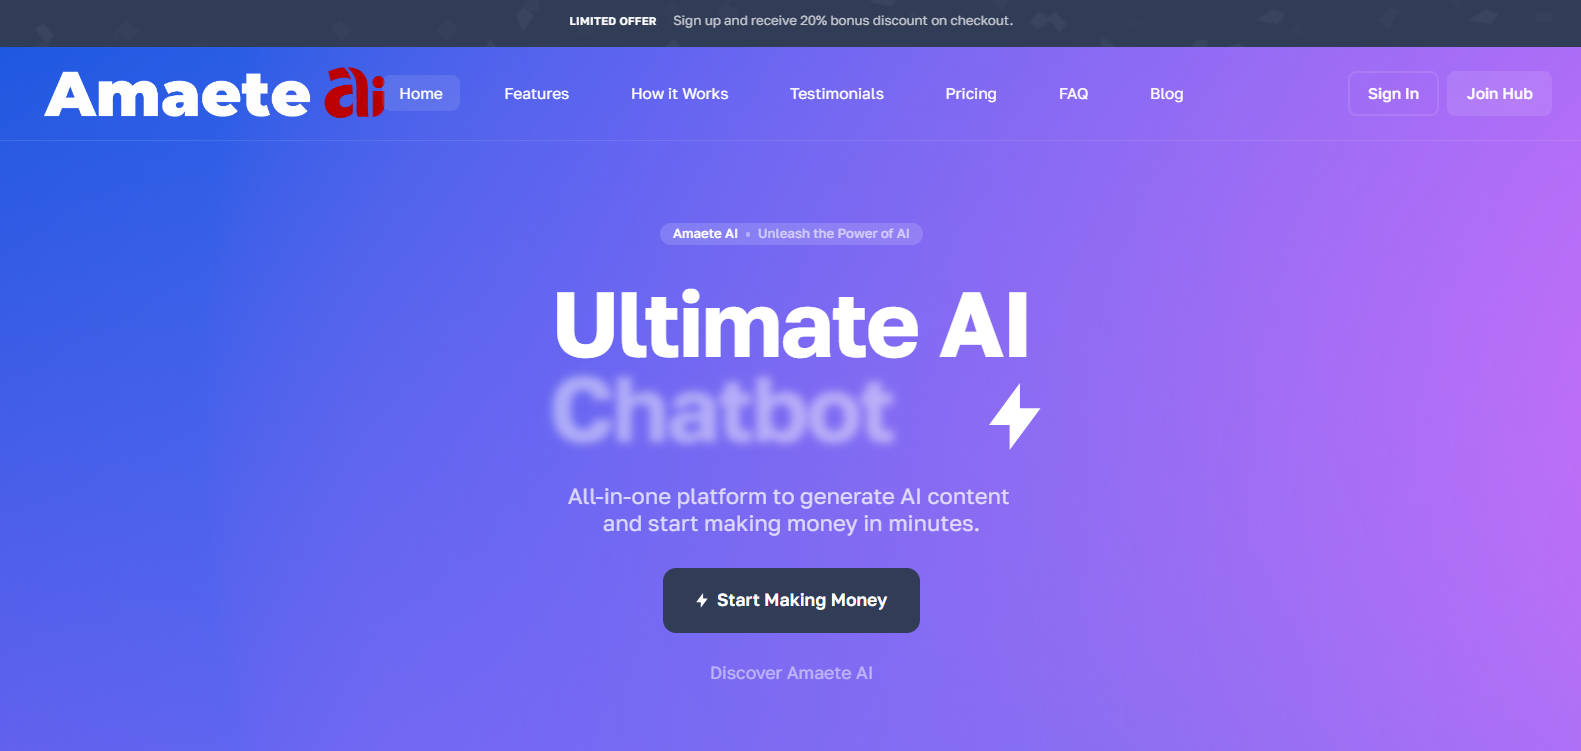 LIMITED OFFER Sign up and receive 20% bonus discount on checkout.
Amaete ai Home Features How it Works Testimonials Pricing FAQ Blog Sign In Join Hub
Amaete AI • Unleash the Power of AI
Ultimate AI
Chatbot
All-in-one platform to generate AI content
and start making money in minutes.
Start Making Money
Discover Amaete AI